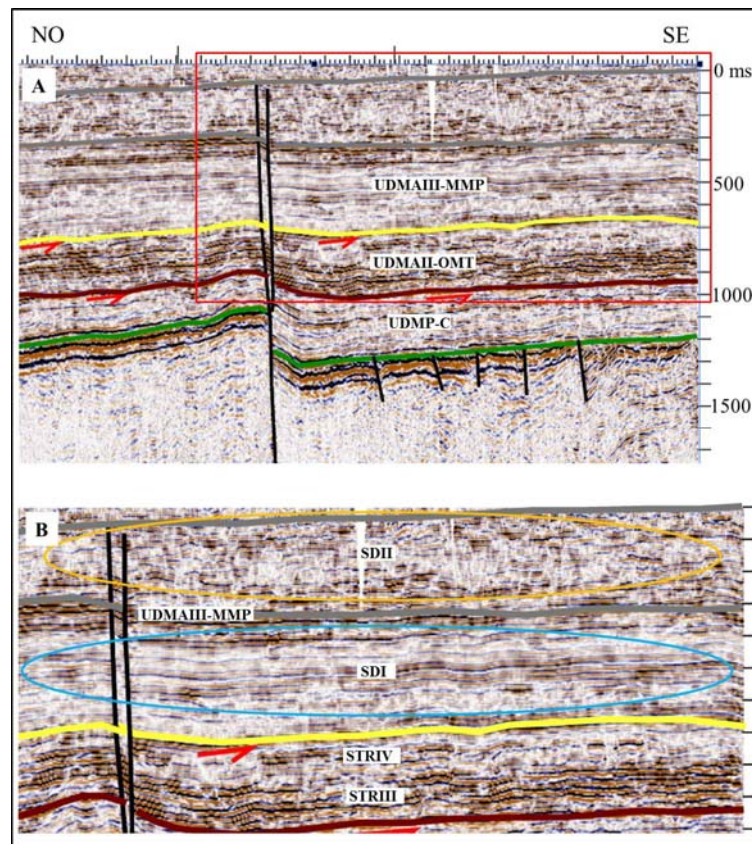 NO SE
A
0 ms
UDMAIII-MMP
500
UDMAII-OMT
1000
UDMP-C
1500
B
SDII
UDMAIII-MMP
SDI
STRIV
STRIII